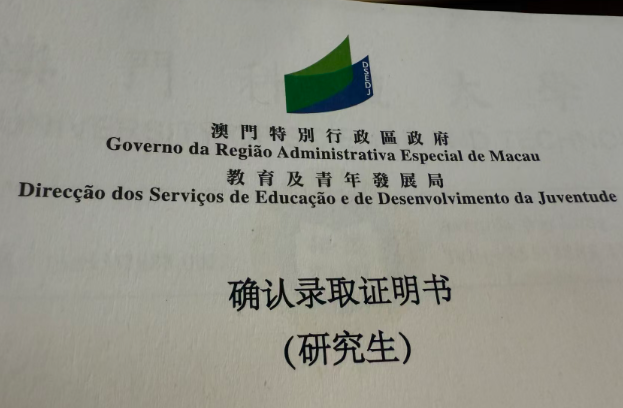 DSEDJ
澳門特別行政區政府
Governo da Região Administrativa Especial de Macau
教育及青年發展局
Direcção dos Serviços de Educação e de Desenvolvimento da Juventude
确认录取证明书
(研究生)